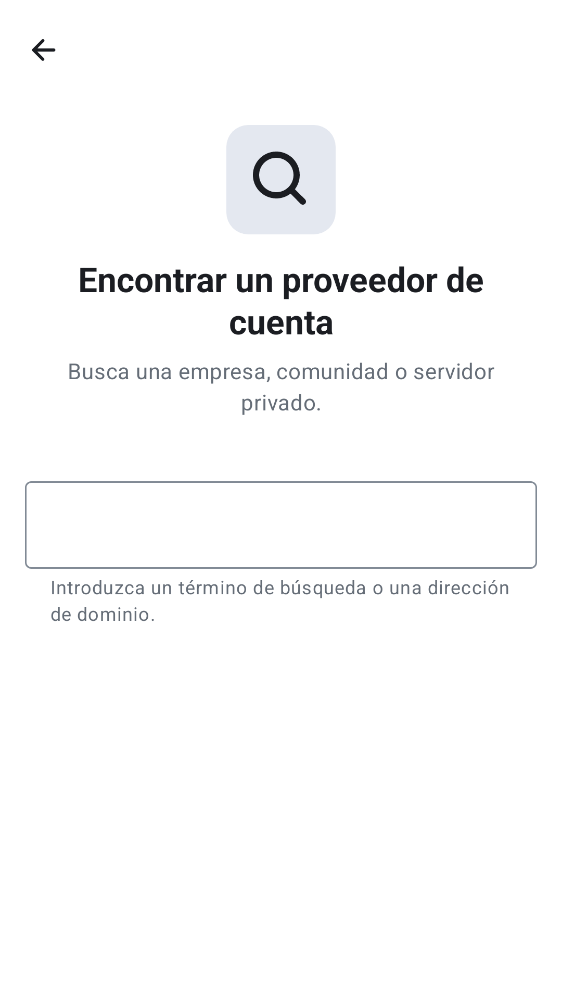 Encontrar un proveedor de
cuenta
Busca una empresa, comunidad o servidor
privado.
Introduzca un término de búsqueda o una dirección
de dominio.